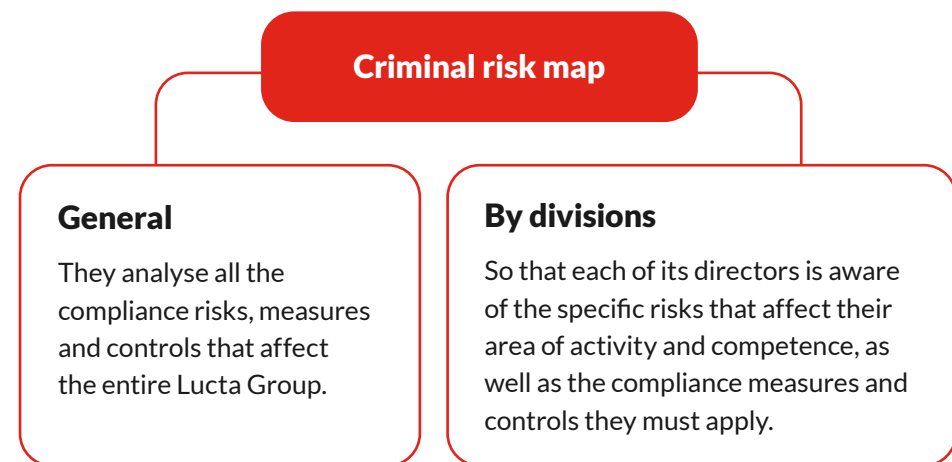 Criminal risk map
General
They analyse all the
compliance risks, measures
and controls that affect
the entire Lucta Group.
By divisions
So that each of its directors is aware
of the specific risks that affect their
area of activity and competence, as
well as the compliance measures and
controls they must apply.